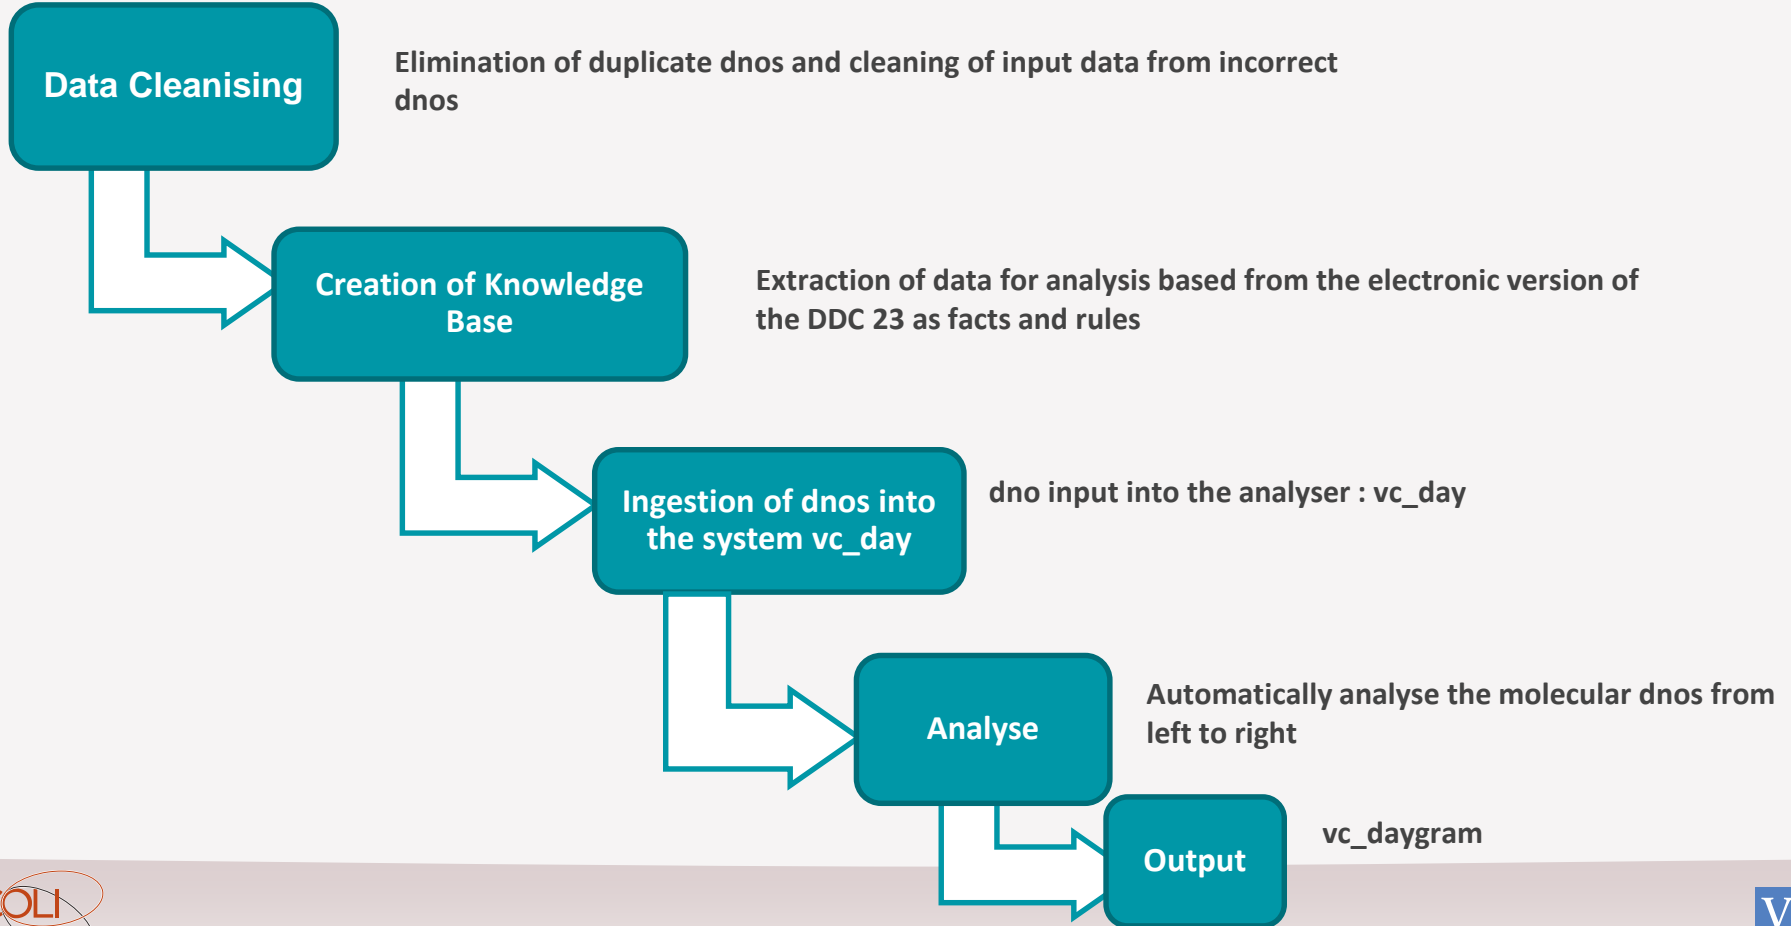 Data Cleanising
Elimination of duplicate dnos and cleaning of input data from incorrect
dnos
Creation of Knowledge
Base
Extraction of data for analysis based from the electronic version of
the DDC 23 as facts and rules
Ingestion of dnos into
the system vc_day
dno input into the analyser : vc_day
Analyse
Automatically analyse the molecular dnos from
left to right
Output
vc_daygram
OLI
V